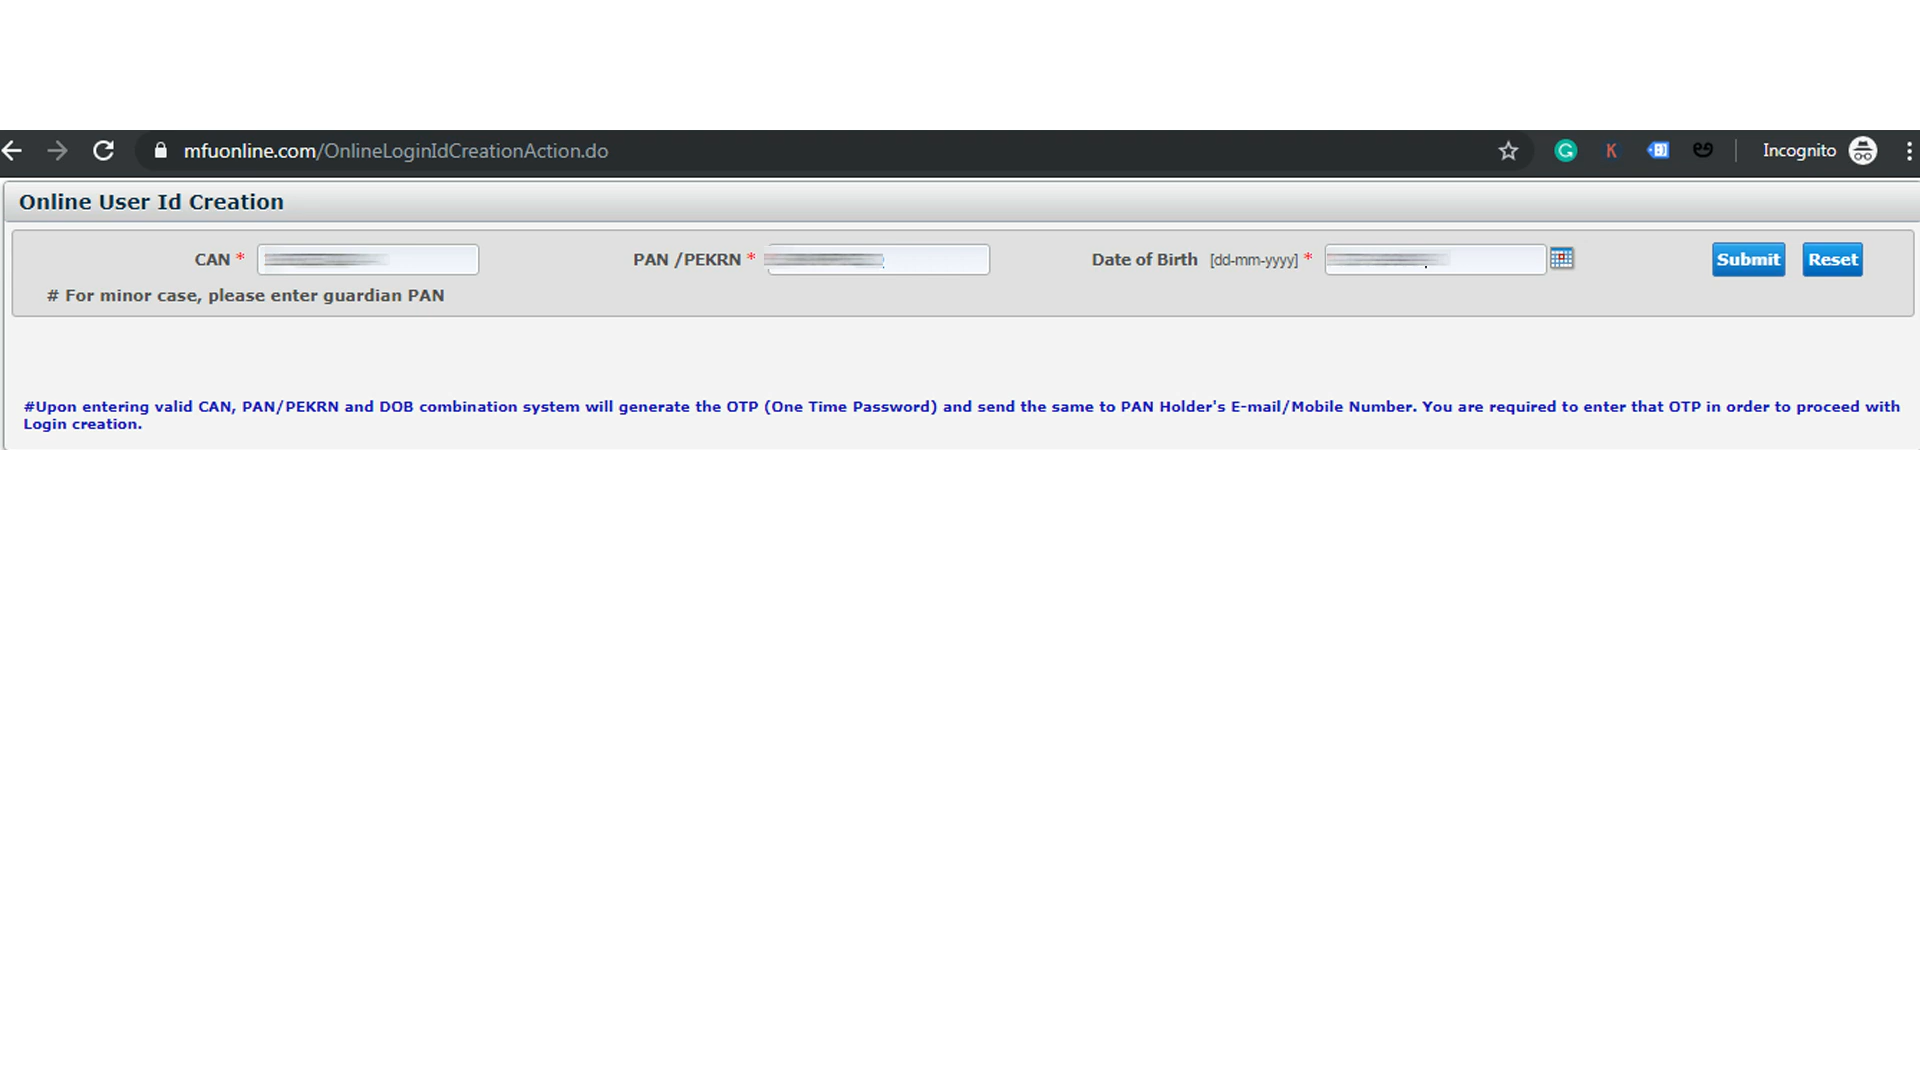 mfuonline.com/OnlineLoginIdCreationAction.do Incognito
Online User Id Creation
CAN * PAN /PEKRN * Date of Birth [dd-mm-yyyy] * Submit Reset
# For minor case, please enter guardian PAN
#Upon entering valid CAN, PAN/PEKRN and DOB combination system will generate the OTP (One Time Password) and send the same to PAN Holder's E-mail/Mobile Number. You are required to enter that OTP in order to proceed with
Login creation.